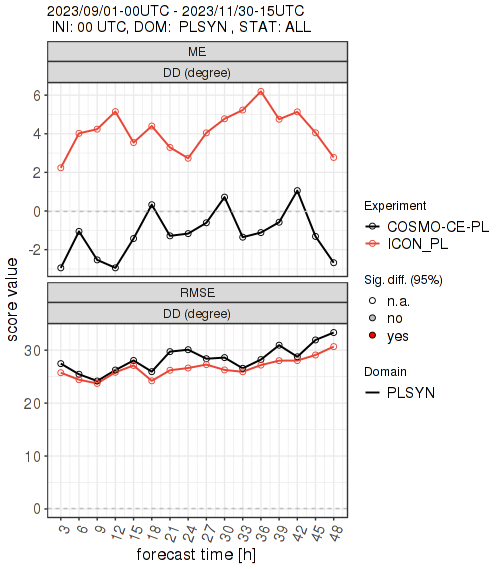 2023/09/01-00UTC - 2023/11/30-15UTC
INI: 00 UTC, DOM: PLSYN , STAT: ALL
ME
DD (degree)
6
4
2
0
-2
RMSE
DD (degree)
30
20
10
0
score value
3 6 9 12 15 18 21 24 27 30 33 36 39 42 45 48
forecast time [h]
Experiment
COSMO-CE-PL
ICON_PL
Sig. diff. (95%)
n.a.
no
yes
Domain
PLSYN